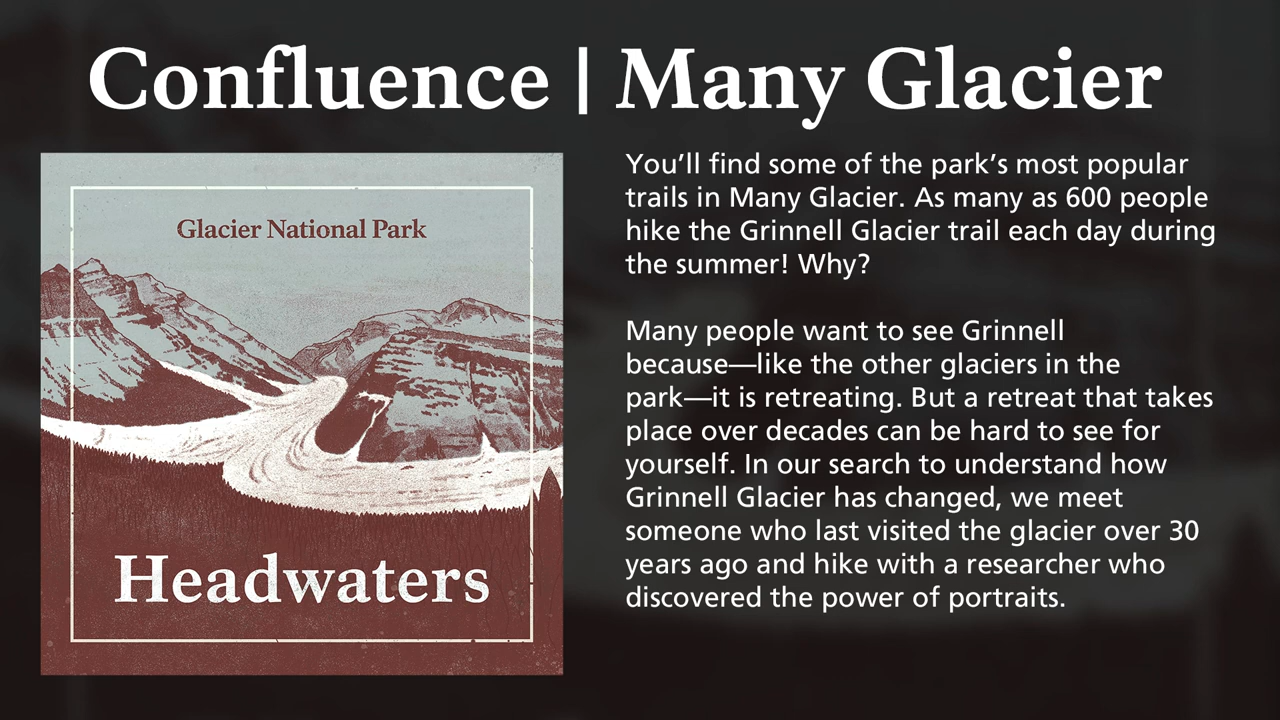 Confluence | Many Glacier
Glacier National Park
Headwaters
You’ll find some of the park’s most popular
trails in Many Glacier. As many as 600 people
hike the Grinnell Glacier trail each day during
the summer! Why?
Many people want to see Grinnell
because—like the other glaciers in the
park—it is retreating. But a retreat that takes
place over decades can be hard to see for
yourself. In our search to understand how
Grinnell Glacier has changed, we meet
someone who last visited the glacier over 30
years ago and hike with a researcher who
discovered the power of portraits.